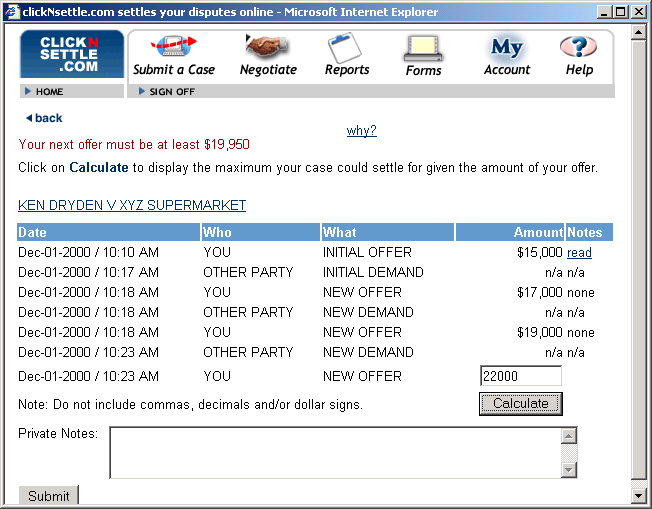 clickNsettle.com settles your disputes online - Microsoft Internet Explorer
CLICKN
SETTLE
.COM
Submit a Case Negotiate Reports Forms My Account Help
HOME SIGN OFF
back
why?
Your next offer must be at least $19,950
Click on Calculate to display the maximum your case could settle for given the amount of your offer.
KEN DRYDEN V XYZ SUPERMARKET
Date Who What Amount Notes
Dec-01-2000 / 10:10 AM YOU INITIAL OFFER $15,000 read
Dec-01-2000 / 10:17 AM OTHER PARTY INITIAL DEMAND n/a n/a
Dec-01-2000 / 10:18 AM YOU NEW OFFER $17,000 none
Dec-01-2000 / 10:18 AM OTHER PARTY NEW DEMAND n/a n/a
Dec-01-2000 / 10:18 AM YOU NEW OFFER $19,000 none
Dec-01-2000 / 10:23 AM OTHER PARTY NEW DEMAND n/a n/a
Dec-01-2000 / 10:23 AM YOU NEW OFFER 22000
Note: Do not include commas, decimals and/or dollar signs. Calculate
Private Notes:
Submit